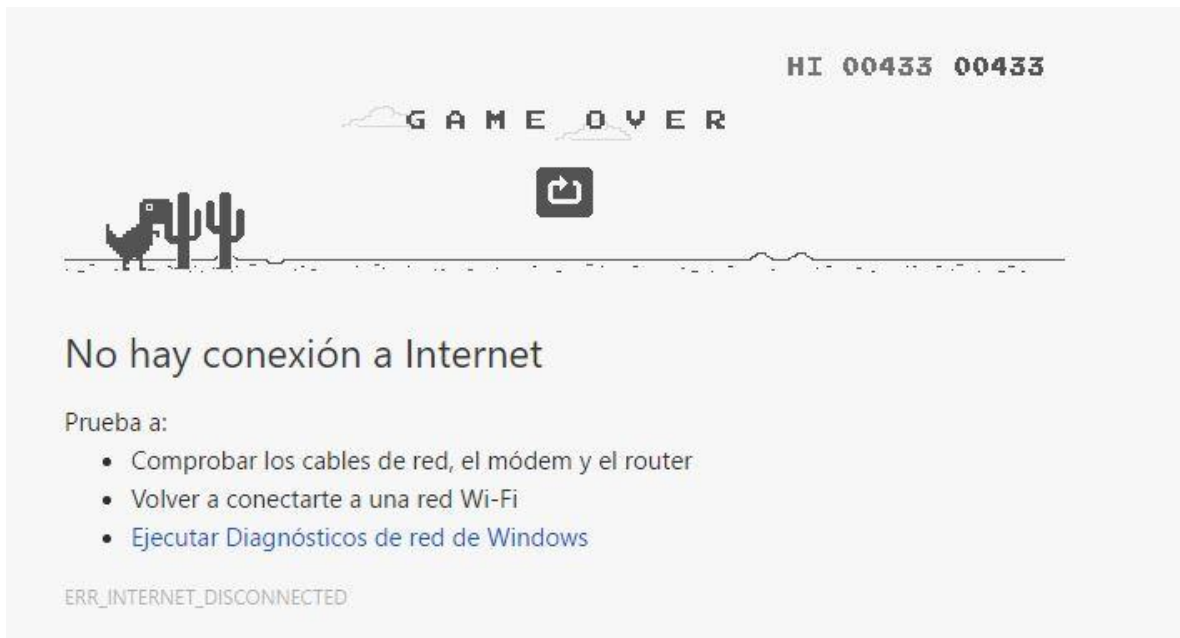 HI 00433 00433
GAME OVER
No hay conexión a Internet
Prueba a:
• Comprobar los cables de red, el módem y el router
• Volver a conectarte a una red Wi-Fi
• Ejecutar Diagnósticos de red de Windows
ERR_INTERNET_DISCONNECTED